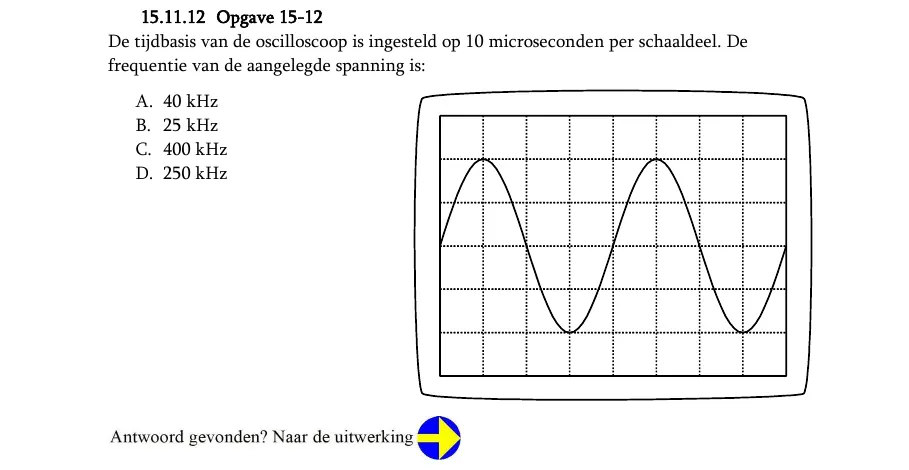 15.11.12 Opgave 15-12
De tijdbasis van de oscilloscoop is ingesteld op 10 microseconden per schaaldeel. De
frequentie van de aangelegde spanning is:
A. 40 kHz
B. 25 kHz
C. 400 kHz
D. 250 kHz
Antwoord gevonden? Naar de uitwerking